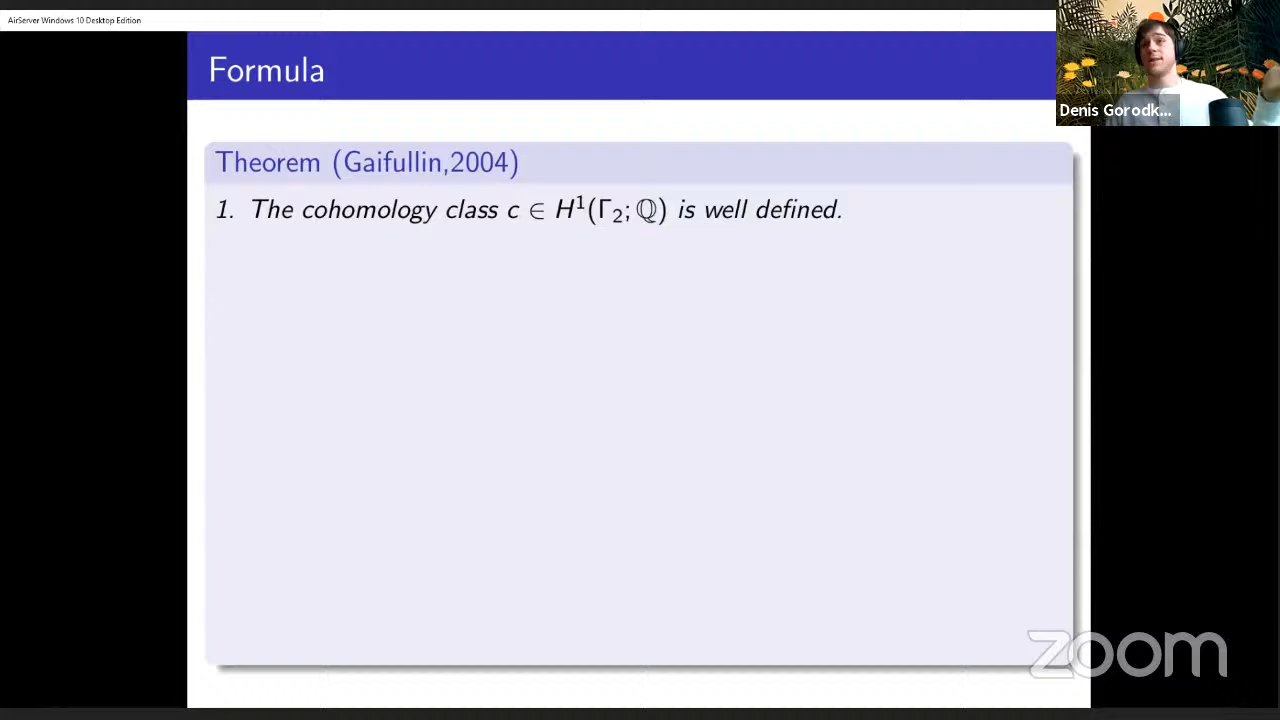 AirServer Windows 10 Desktop Edition
Formula
Denis Gorodk...
Theorem (Gaifullin,2004)
1. The cohomology class c ∈ H¹(Γ₂; ℚ) is well defined.
zoom